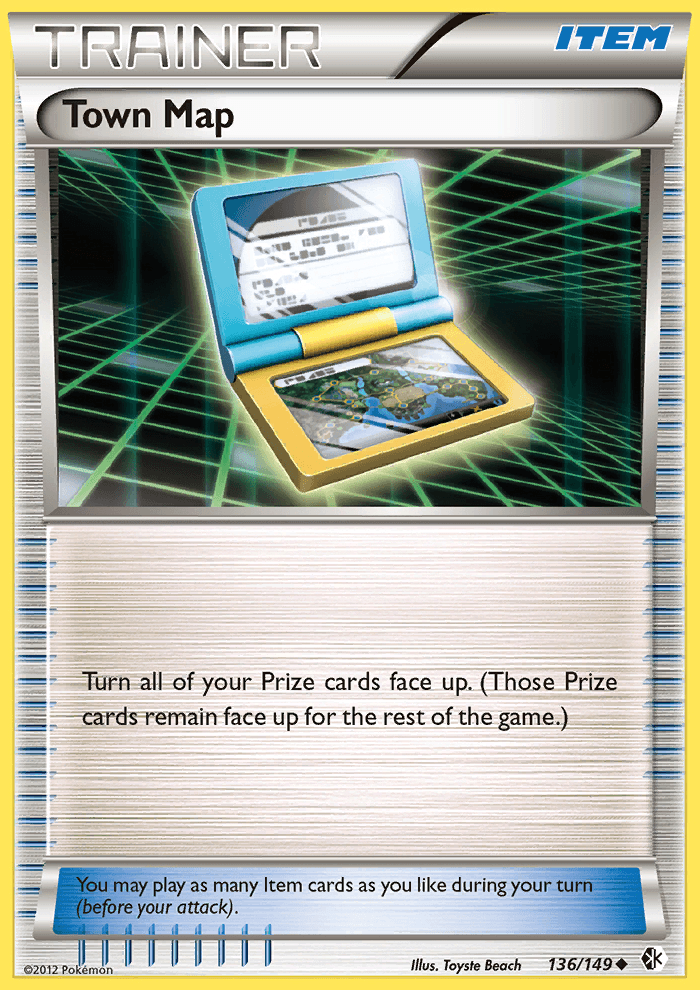 TRAINER
ITEM
Town Map
Turn all of your Prize cards face up. (Those Prize
cards remain face up for the rest of the game.)
You may play as many Item cards as you like during your turn
(before your attack).
©2012 Pokémon
Illus. Toyste Beach
136/149